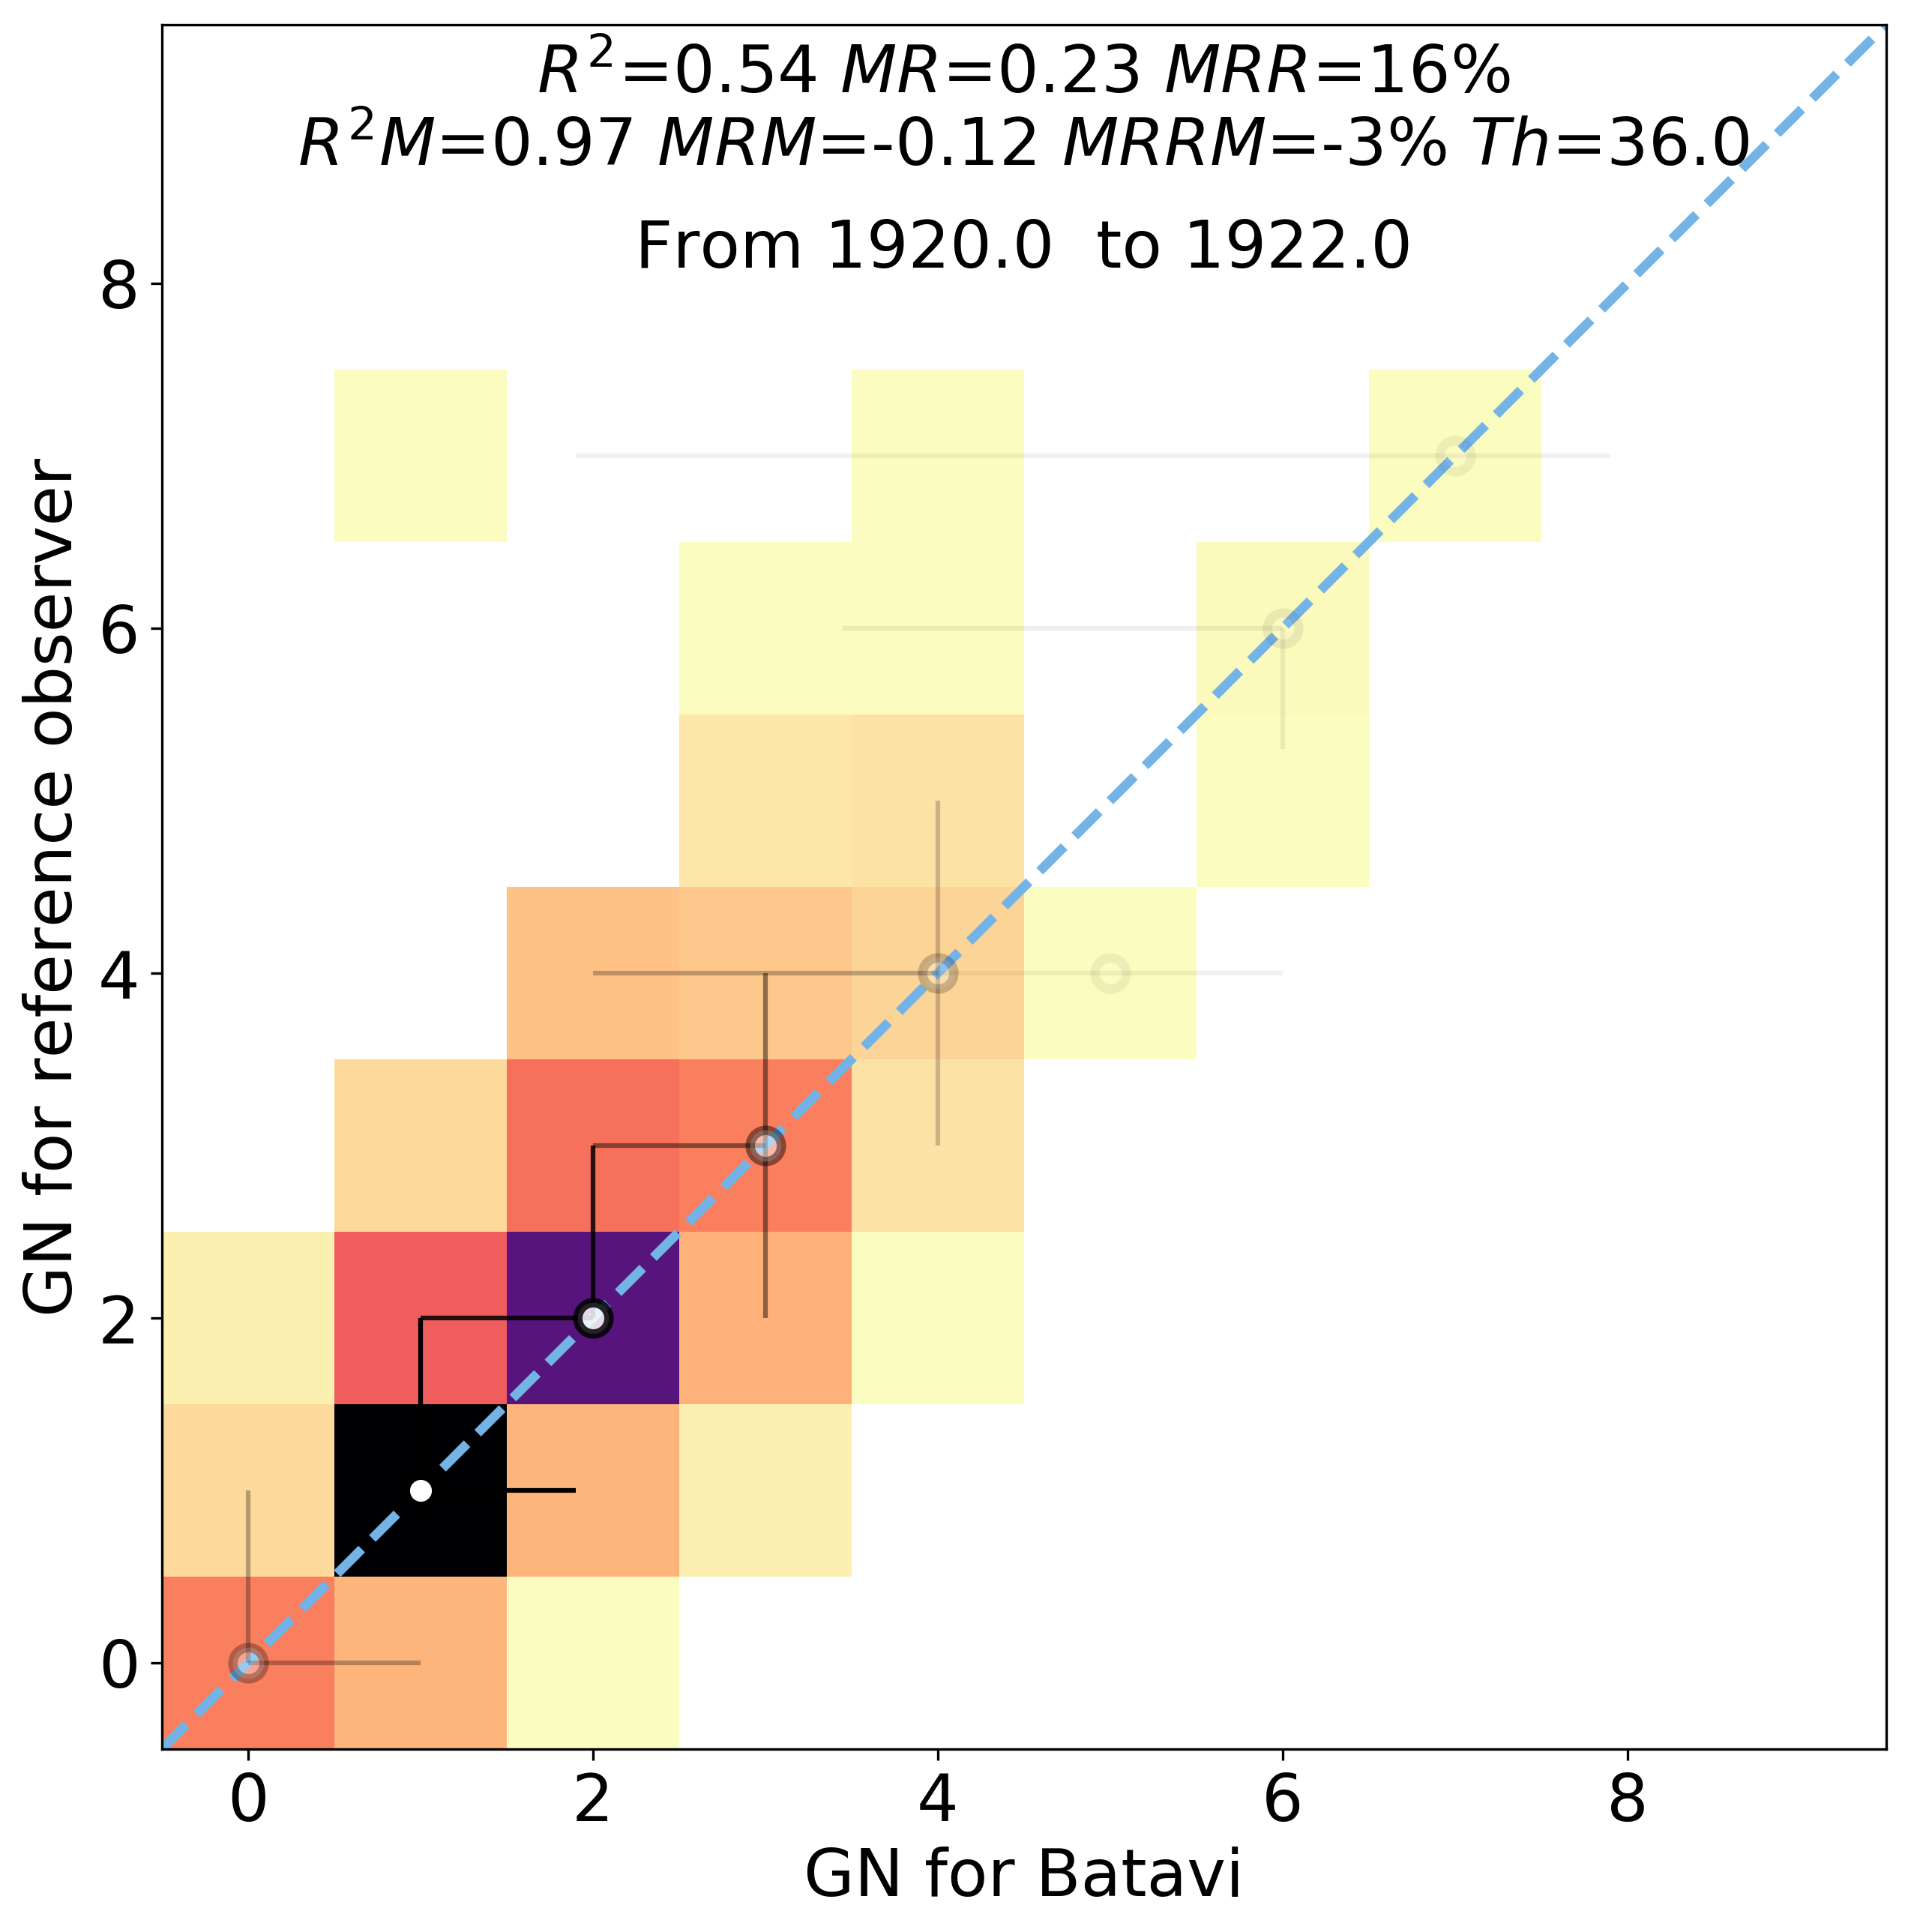 R²=0.54 MR=0.23 MRR=16%
R²M=0.97 MRM=-0.12 MRRM=-3% Th=36.0
From 1920.0 to 1922.0
GN for reference observer
8
6
4
2
0
0 2 4 6 8
GN for Batavi